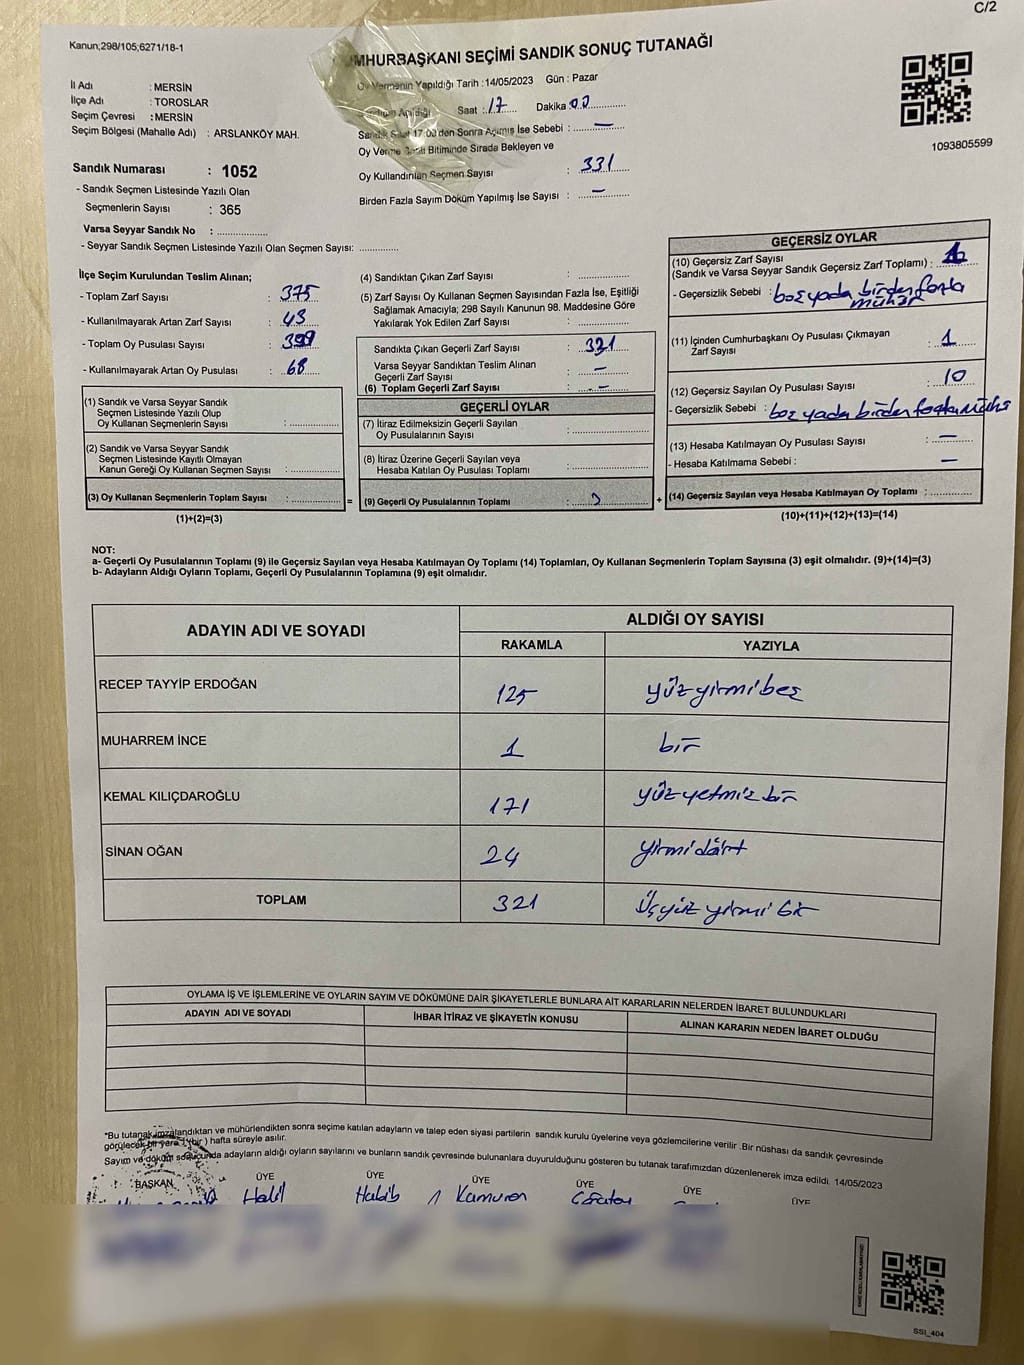 C/2
Kanun;298/105;6271/18-1
MHURBAŞKANI SEÇİMİ SANDIK SONUÇ TUTANAĞI
İl Adı : MERSİN
İlçe Adı : TOROSLAR
Seçim Çevresi : MERSİN
Seçim Bölgesi (Mahalle Adı) : ARSLANKÖY MAH.
Oy Vermenin Yapıldığı Tarih : 14/05/2023 Gün : Pazar
Açıldığı Saat : 17 Dakika : 00
Sandık Saat 17:00'den Sonra Açılmış İse Sebebi : —
Oy Verme Saati Bitiminde Sırada Bekleyen ve
Oy Kullandırılan Seçmen Sayısı : 331
Birden Fazla Sayım Döküm Yapılmış İse Sayısı : —
1093805599
Sandık Numarası : 1052
- Sandık Seçmen Listesinde Yazılı Olan
Seçmenlerin Sayısı : 365
Varsa Seyyar Sandık No :
- Seyyar Sandık Seçmen Listesinde Yazılı Olan Seçmen Sayısı:
İlçe Seçim Kurulundan Teslim Alınan;
- Toplam Zarf Sayısı : 375
- Kullanılmayarak Artan Zarf Sayısı : 43
- Toplam Oy Pusulası Sayısı : 399
- Kullanılmayarak Artan Oy Pusulası : 68
(1) Sandık ve Varsa Seyyar Sandık
Seçmen Listesinde Yazılı Olup
Oy Kullanan Seçmenlerin Sayısı :
(2) Sandık ve Varsa Seyyar Sandık
Seçmen Listesinde Kayıtlı Olmayan
Kanun Gereği Oy Kullanan Seçmen Sayısı :
(3) Oy Kullanan Seçmenlerin Toplam Sayısı : =
(1)+(2)=(3)
(4) Sandıktan Çıkan Zarf Sayısı :
(5) Zarf Sayısı Oy Kullanan Seçmen Sayısından Fazla İse, Eşitliği
Sağlamak Amacıyla; 298 Sayılı Kanunun 98. Maddesine Göre
Yakılarak Yok Edilen Zarf Sayısı :
Sandıkta Çıkan Geçerli Zarf Sayısı : 321
Varsa Seyyar Sandıktan Teslim Alınan
Geçerli Zarf Sayısı : —
(6) Toplam Geçerli Zarf Sayısı : -
GEÇERLİ OYLAR
(7) İtiraz Edilmeksizin Geçerli Sayılan
Oy Pusulalarının Sayısı :
(8) İtiraz Üzerine Geçerli Sayılan veya
Hesaba Katılan Oy Pusulası Toplamı :
(9) Geçerli Oy Pusulalarının Toplamı : +
GEÇERSİZ OYLAR
(10) Geçersiz Zarf Sayısı
(Sandık ve Varsa Seyyar Sandık Geçersiz Zarf Toplamı) :
- Geçersizlik Sebebi : boş yada birden fazla
mühür
(11) İçinden Cumhurbaşkanı Oy Pusulası Çıkmayan
Zarf Sayısı : 1
(12) Geçersiz Sayılan Oy Pusulası Sayısı : 10
- Geçersizlik Sebebi : boş yada birden fazla
(13) Hesaba Katılmayan Oy Pusulası Sayısı : —
- Hesaba Katılmama Sebebi : —
(14) Geçersiz Sayılan veya Hesaba Katılmayan Oy Toplamı :
(10)+(11)+(12)+(13)=(14)
NOT:
a- Geçerli Oy Pusulalarının Toplamı (9) ile Geçersiz Sayılan veya Hesaba Katılmayan Oy Toplamı (14) Toplamları, Oy Kullanan Seçmenlerin Toplam Sayısına (3) eşit olmalıdır. (9)+(14)=(3)
b- Adayların Aldığı Oyların Toplamı, Geçerli Oy Pusulalarının Toplamına (9) eşit olmalıdır.
ADAYIN ADI VE SOYADI
ALDIĞI OY SAYISI
RAKAMLA YAZIYLA
RECEP TAYYİP ERDOĞAN 125 yüzyirmibeş
MUHARREM İNCE 1 bir
KEMAL KILIÇDAROĞLU 171 yüzyetmiş bir
SİNAN OĞAN 24 yirmidört
TOPLAM 321 Üçyüz yirmi bir
OYLAMA İŞ VE İŞLEMLERİNE VE OYLARIN SAYIM VE DÖKÜMÜNE DAİR ŞİKAYETLERLE BUNLARA AİT KARARLARIN NELERDEN İBARET BULUNDUKLARI
ADAYIN ADI VE SOYADI İHBAR İTİRAZ VE ŞİKAYETİN KONUSU ALINAN KARARIN NEDEN İBARET OLDUĞU
*Bu tutanak imzalandıktan ve mühürlendikten sonra seçime katılan adayların ve talep eden siyasi partilerin sandık kurulu üyelerine veya gözlemcilerine verilir .Bir nüshası da sandık çevresinde
görülecek bir yere 1 (bir ) hafta süreyle asılır.
Sayım ve döküm sonucunda adayların aldığı oyların sayılarını ve bunların sandık çevresinde bulunanlara duyurulduğunu gösteren bu tutanak tarafımızdan düzenlenerek imza edildi. 14/05/2023
BAŞKAN ÜYE ÜYE ÜYE ÜYE ÜYE ÜYE
Halil Habib Kamuran
SSI_404